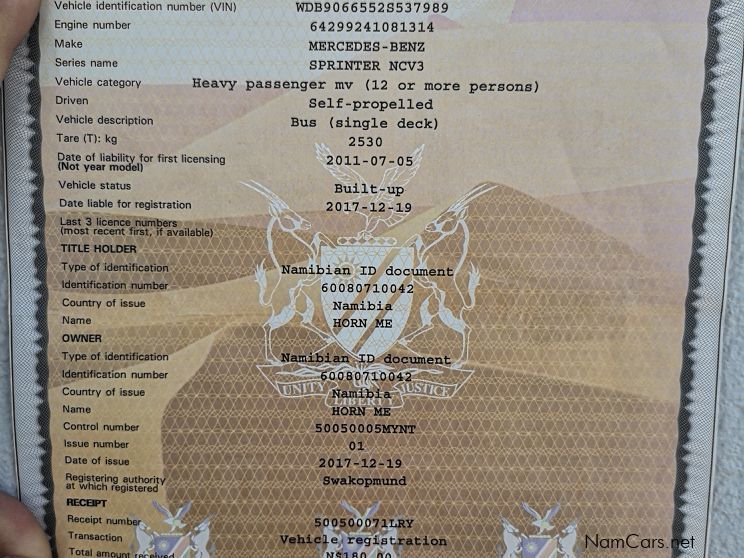 Vehicle identification number (VIN) WDB9066552S537989
Engine number 64299241081314
Make MERCEDES-BENZ
Series name SPRINTER NCV3
Vehicle category Heavy passenger mv (12 or more persons)
Driven Self-propelled
Vehicle description Bus (single deck)
Tare (T): kg 2530
Date of liability for first licensing 2011-07-05
(Not year model)
Vehicle status Built-up
Date liable for registration 2017-12-19
Last 3 licence numbers
(most recent first, if available)
TITLE HOLDER
Type of identification Namibian ID document
Identification number 60080710042
Country of issue Namibia
Name HORN ME
OWNER
Type of identification Namibian ID document
Identification number 60080710042
Country of issue Namibia
UNITY LIBERTY JUSTICE
Name HORN ME
Control number 50050005MYNT
Issue number 01
Date of issue 2017-12-19
Registering authority Swakopmund
at which registered
RECEIPT
Receipt number 500500071LRY
Transaction Vehicle registration
Total amount received N$180.00
NamCars.net